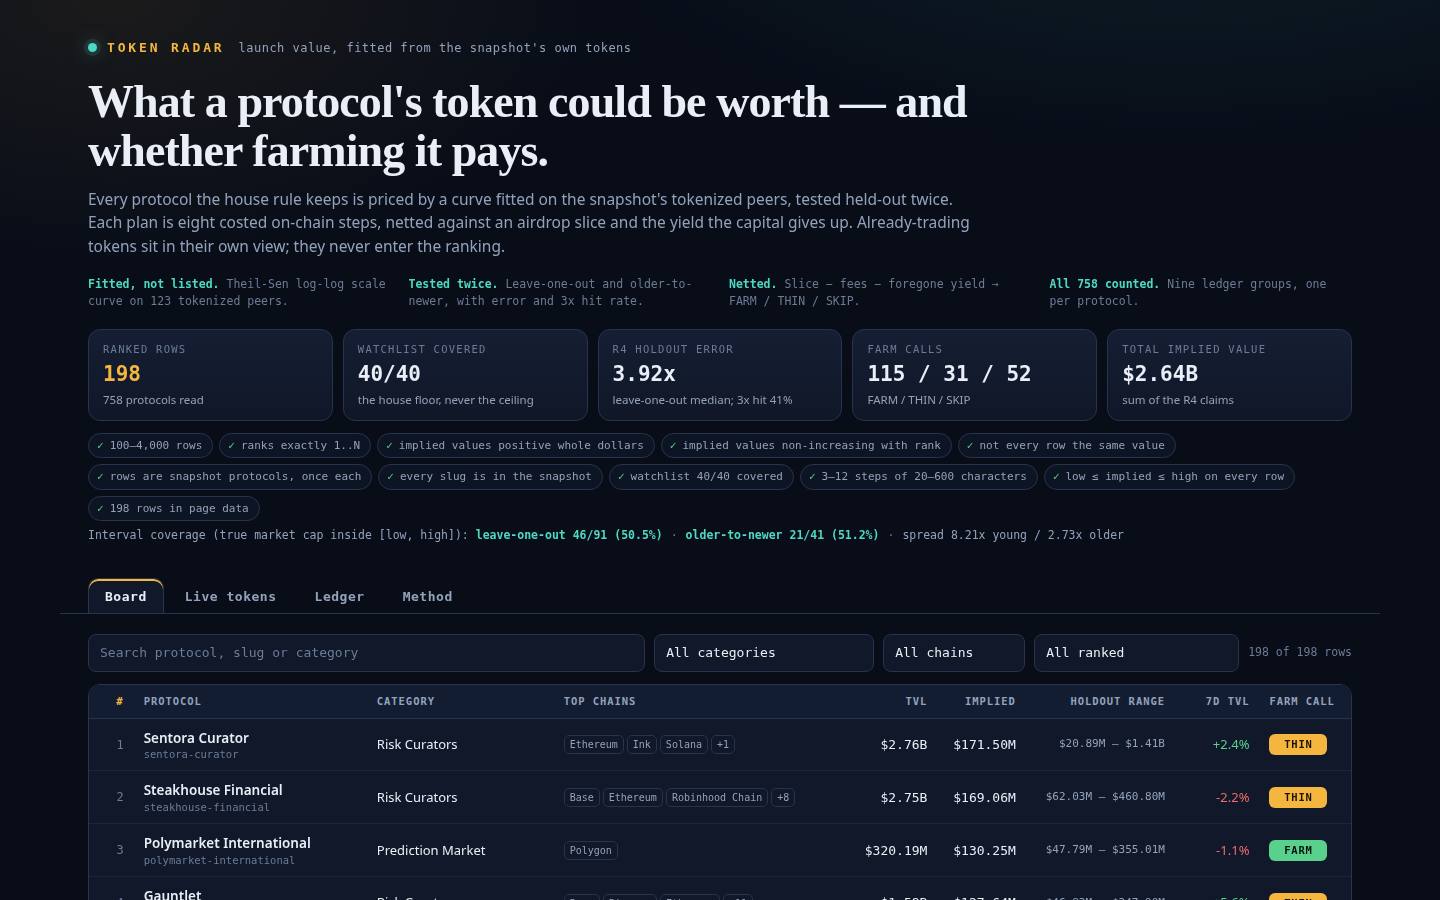 TOKEN RADAR launch value, fitted from the snapshot's own tokens
What a protocol's token could be worth — and
whether farming it pays.
Every protocol the house rule keeps is priced by a curve fitted on the snapshot's tokenized peers, tested held-out twice.
Each plan is eight costed on-chain steps, netted against an airdrop slice and the yield the capital gives up. Already-trading
tokens sit in their own view; they never enter the ranking.
Fitted, not listed. Theil-Sen log-log scale
curve on 123 tokenized peers.
Tested twice. Leave-one-out and older-to-
newer, with error and 3x hit rate.
Netted. Slice − fees − foregone yield →
FARM / THIN / SKIP.
All 758 counted. Nine ledger groups, one
per protocol.
RANKED ROWS
198
758 protocols read
WATCHLIST COVERED
40/40
the house floor, never the ceiling
R4 HOLDOUT ERROR
3.92x
leave-one-out median; 3x hit 41%
FARM CALLS
115 / 31 / 52
FARM / THIN / SKIP
TOTAL IMPLIED VALUE
$2.64B
sum of the R4 claims
✓ 100–4,000 rows ✓ ranks exactly 1..N ✓ implied values positive whole dollars ✓ implied values non-increasing with rank ✓ not every row the same value
✓ rows are snapshot protocols, once each ✓ every slug is in the snapshot ✓ watchlist 40/40 covered ✓ 3–12 steps of 20–600 characters ✓ low ≤ implied ≤ high on every row
✓ 198 rows in page data
Interval coverage (true market cap inside [low, high]): leave-one-out 46/91 (50.5%) · older-to-newer 21/41 (51.2%) · spread 8.21x young / 2.73x older
Board Live tokens Ledger Method
Search protocol, slug or category All categories All chains All ranked 198 of 198 rows
# PROTOCOL CATEGORY TOP CHAINS TVL IMPLIED HOLDOUT RANGE 7D TVL FARM CALL
1 Sentora Curator Risk Curators Ethereum Ink Solana +1 $2.76B $171.50M $20.89M – $1.41B +2.4% THIN
sentora-curator
2 Steakhouse Financial Risk Curators Base Ethereum Robinhood Chain +8 $2.75B $169.06M $62.03M – $460.80M -2.2% THIN
steakhouse-financial
3 Polymarket International Prediction Market Polygon $320.19M $130.25M $47.79M – $355.01M -1.1% FARM
polymarket-international
Gauntlet